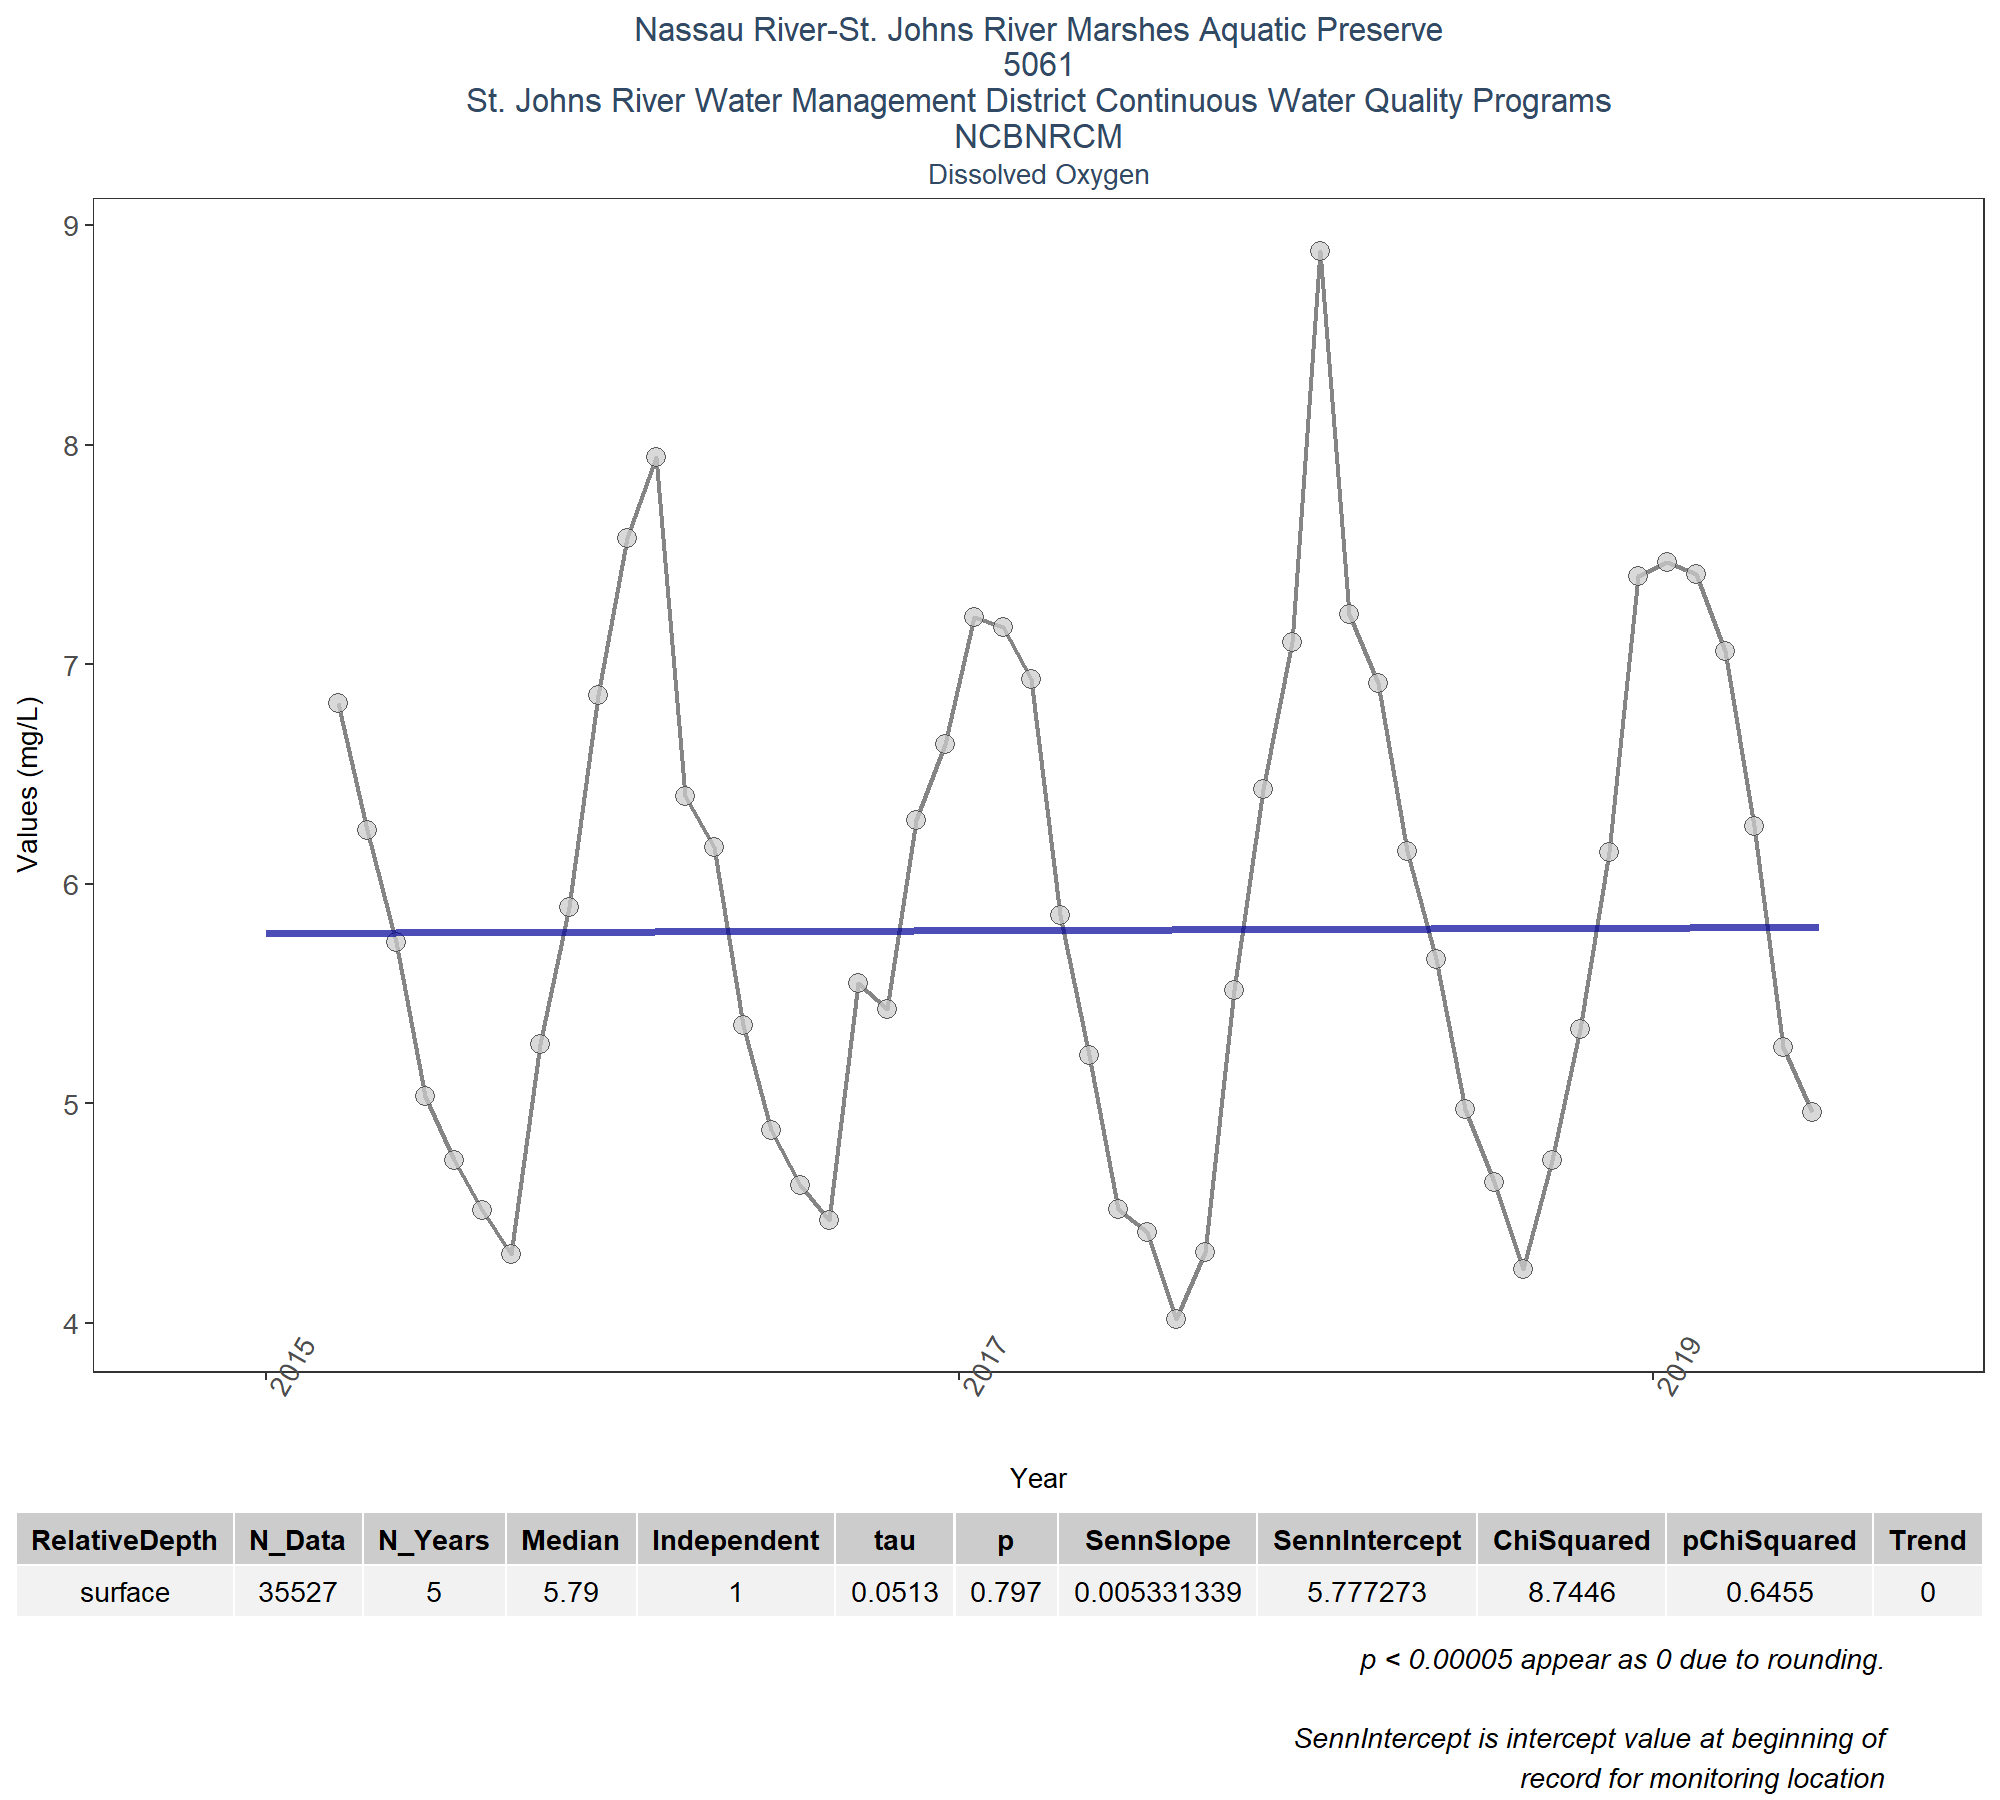 Nassau River-St. Johns River Marshes Aquatic Preserve
5061
St. Johns River Water Management District Continuous Water Quality Programs
NCBNRCM
Dissolved Oxygen
9
8
7
6
5
4
Values (mg/L)
2015 2017 2019
Year
RelativeDepth N_Data N_Years Median Independent tau p SennSlope SennIntercept ChiSquared pChiSquared Trend
surface 35527 5 5.79 1 0.0513 0.797 0.005331339 5.777273 8.7446 0.6455 0
p < 0.00005 appear as 0 due to rounding.
SennIntercept is intercept value at beginning of
record for monitoring location